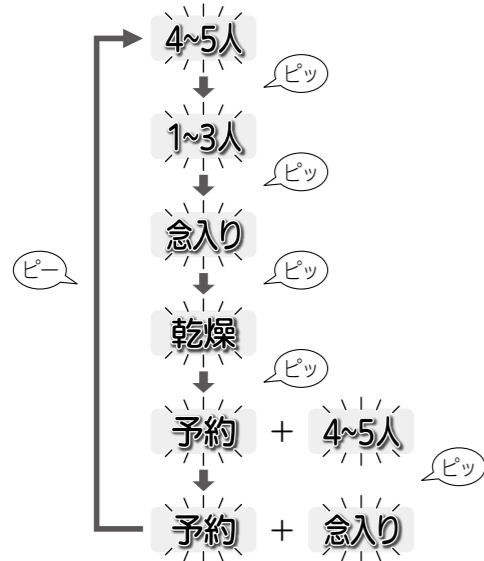 4~5人
ピッ
1~3人
ピッ
念入り
ピー
ピッ
乾燥
ピッ
予約 + 4~5人
ピッ
予約 + 念入り